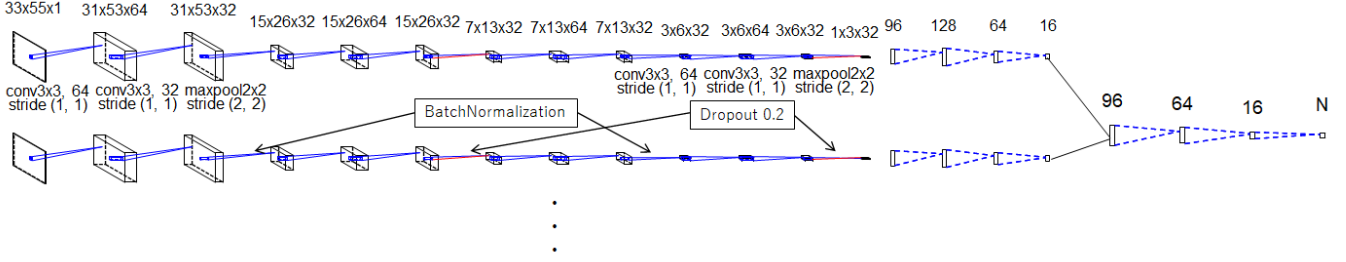 33x55x1 31x53x64 31x53x32 15x26x32 15x26x64 15x26x32 7x13x32 7x13x64 7x13x32 3x6x32 3x6x64 3x6x32 1x3x32 96 128 64 16
conv3x3, 64 conv3x3, 32 maxpool2x2 conv3x3, 64 conv3x3, 32 maxpool2x2
stride (1, 1) stride (1, 1) stride (2, 2) stride (1, 1) stride (1, 1) stride (2, 2)
96 64 16 N
BatchNormalization Dropout 0.2